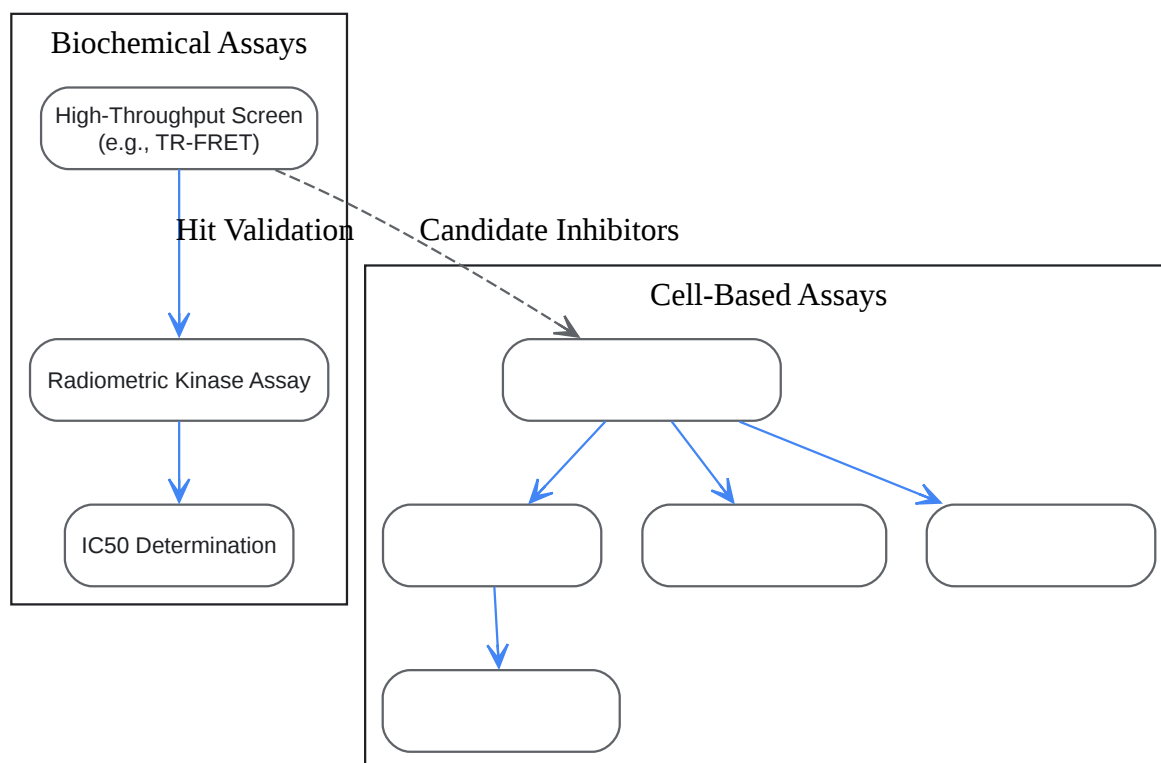 Biochemical Assays
High-Throughput Screen
(e.g., TR-FRET)
Hit Validation
Candidate Inhibitors
Cell-Based Assays
Radiometric Kinase Assay
IC50 Determination